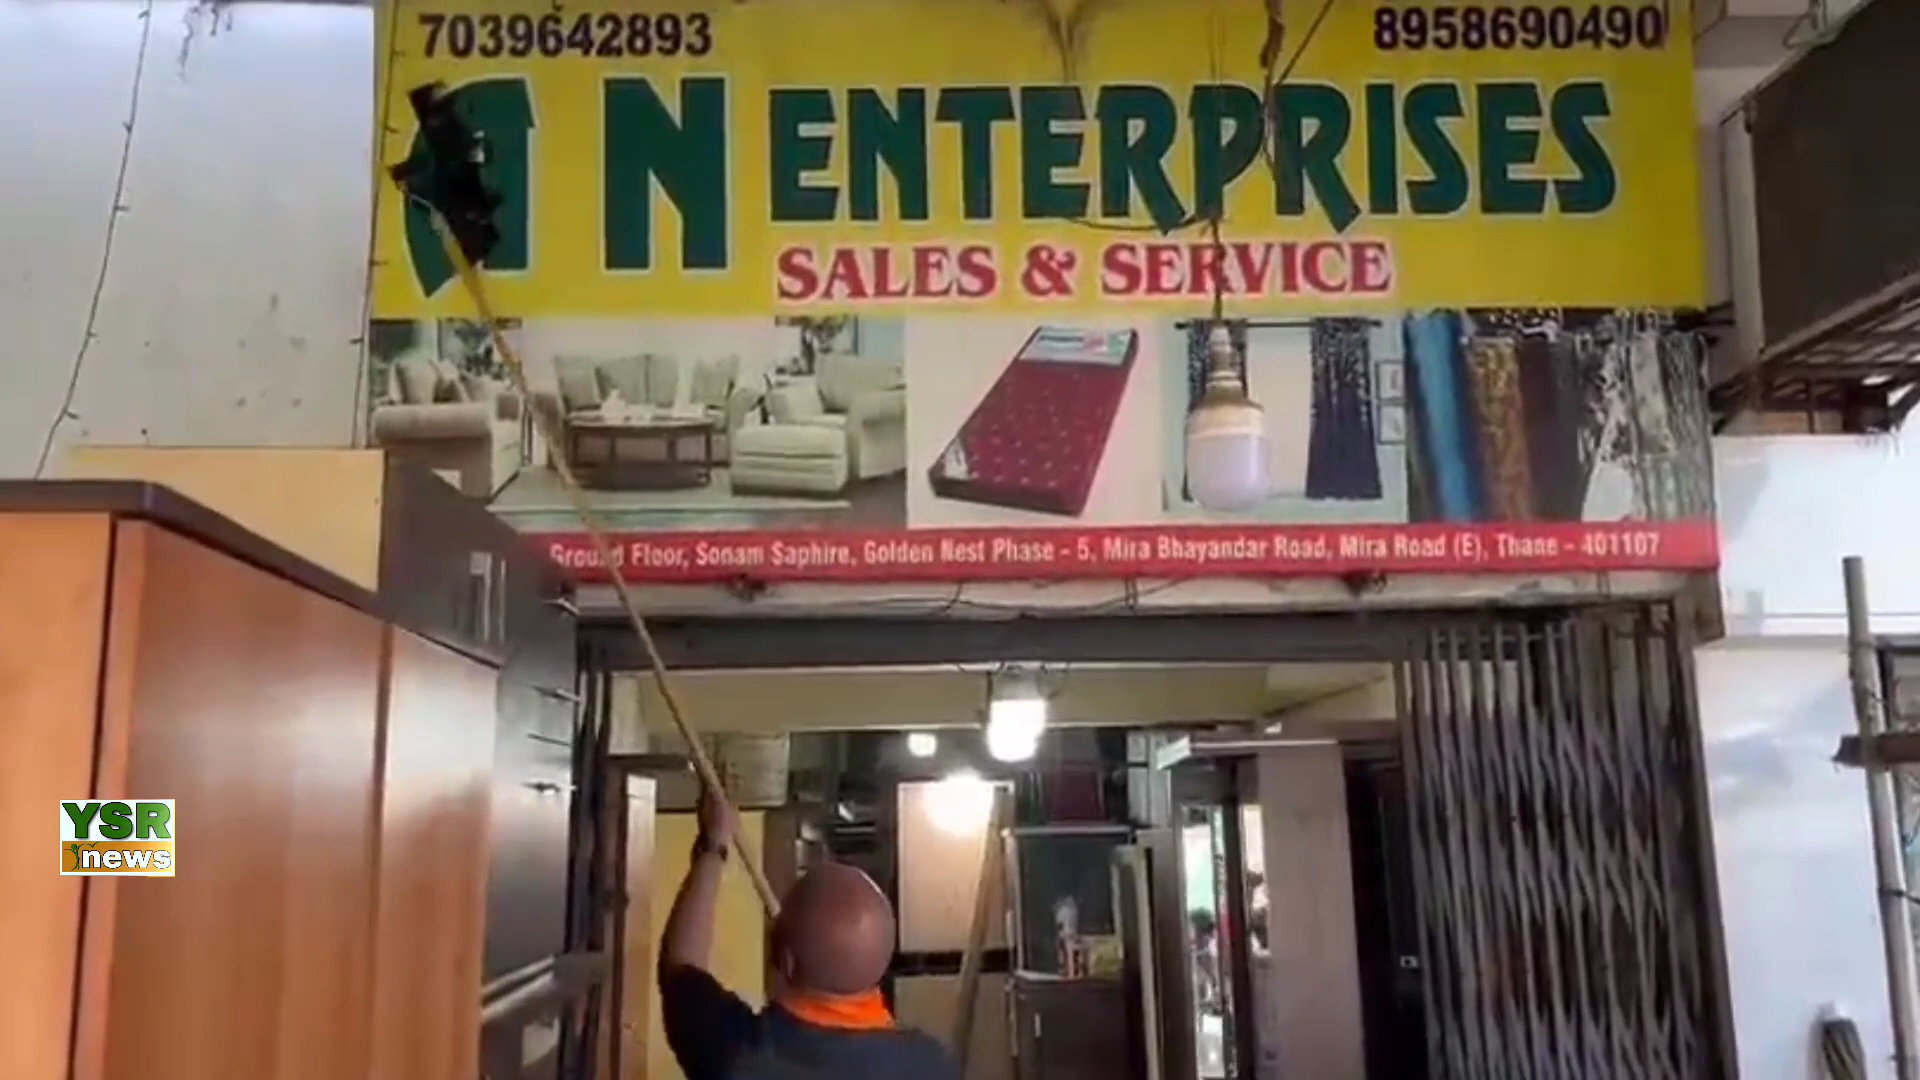 7039642893 8958690490
A N ENTERPRISES
SALES & SERVICE
Ground Floor, Sonam Saphire, Golden Nest Phase - 5, Mira Bhayandar Road, Mira Road (E), Thane - 401107
YSR
news